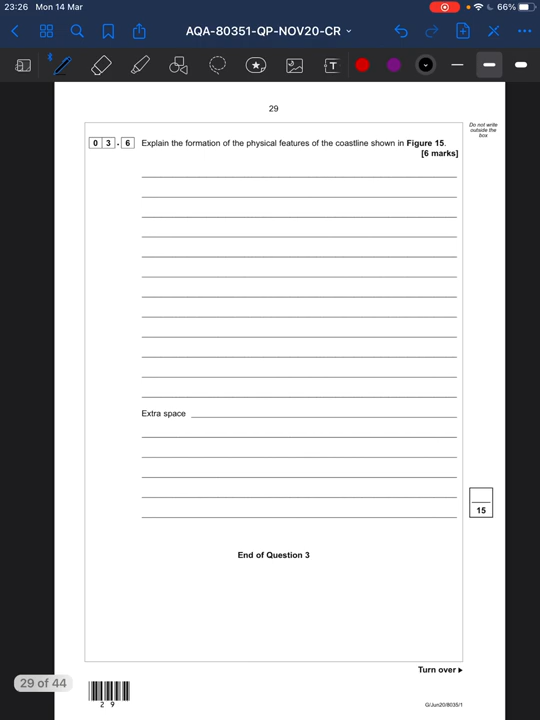 23:26 Mon 14 Mar
66%
AQA-80351-QP-NOV20-CR
T
29
Do not write
outside the
box
0 3 . 6 Explain the formation of the physical features of the coastline shown in Figure 15.
[6 marks]
Extra space
15
End of Question 3
Turn over
29 of 44
2 9
G/Jun20/8035/1